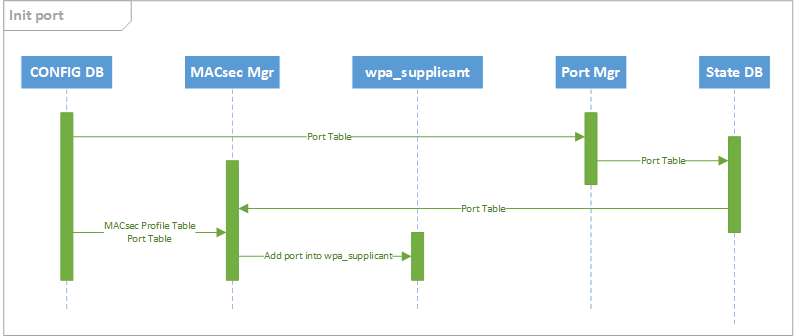 Init port
CONFIG DB
MACsec Mgr
wpa_supplicant
Port Mgr
State DB
Port Table
Port Table
Port Table
MACsec Profile Table
Port Table
Add port into wpa_supplicant